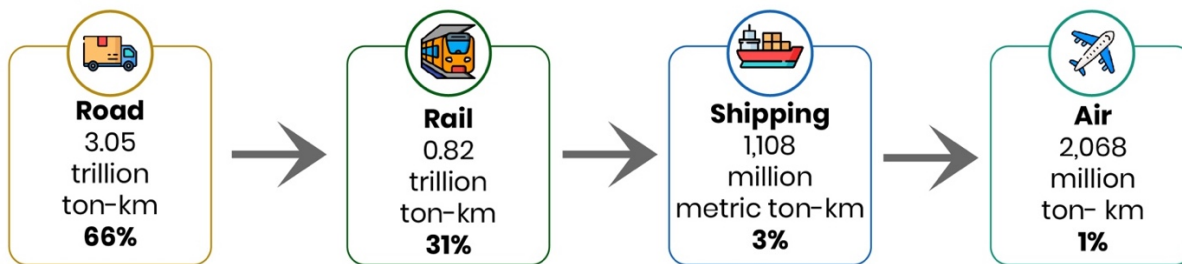 Road
3.05
trillion
ton-km
66%
Rail
0.82
trillion
ton-km
31%
Shipping
1,108
million
metric ton-km
3%
Air
2,068
million
ton- km
1%